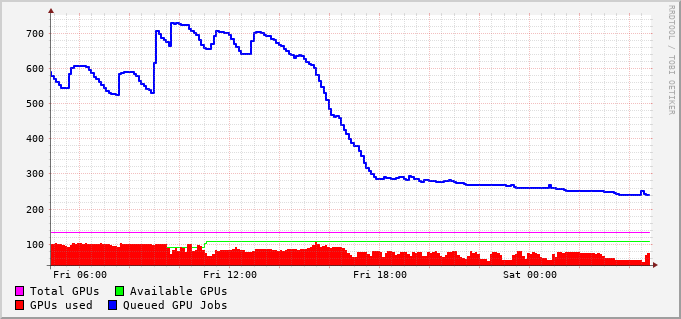 RRDTOOL / TOBI OETIKER
700
600
500
400
300
200
100
Fri 06:00 Fri 12:00 Fri 18:00 Sat 00:00
Total GPUs Available GPUs
GPUs used Queued GPU Jobs